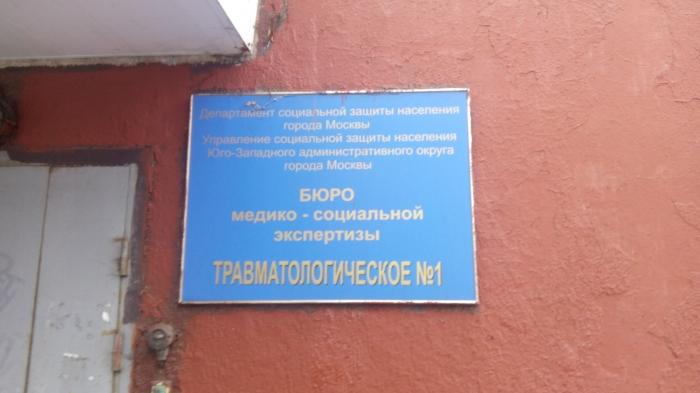 Департамент социальной защиты населения
города Москвы
Управление социальной защиты населения
Юго-Западного административного округа
города Москвы
БЮРО
медико - социальной
экспертизы
ТРАВМАТОЛОГИЧЕСКОЕ №1